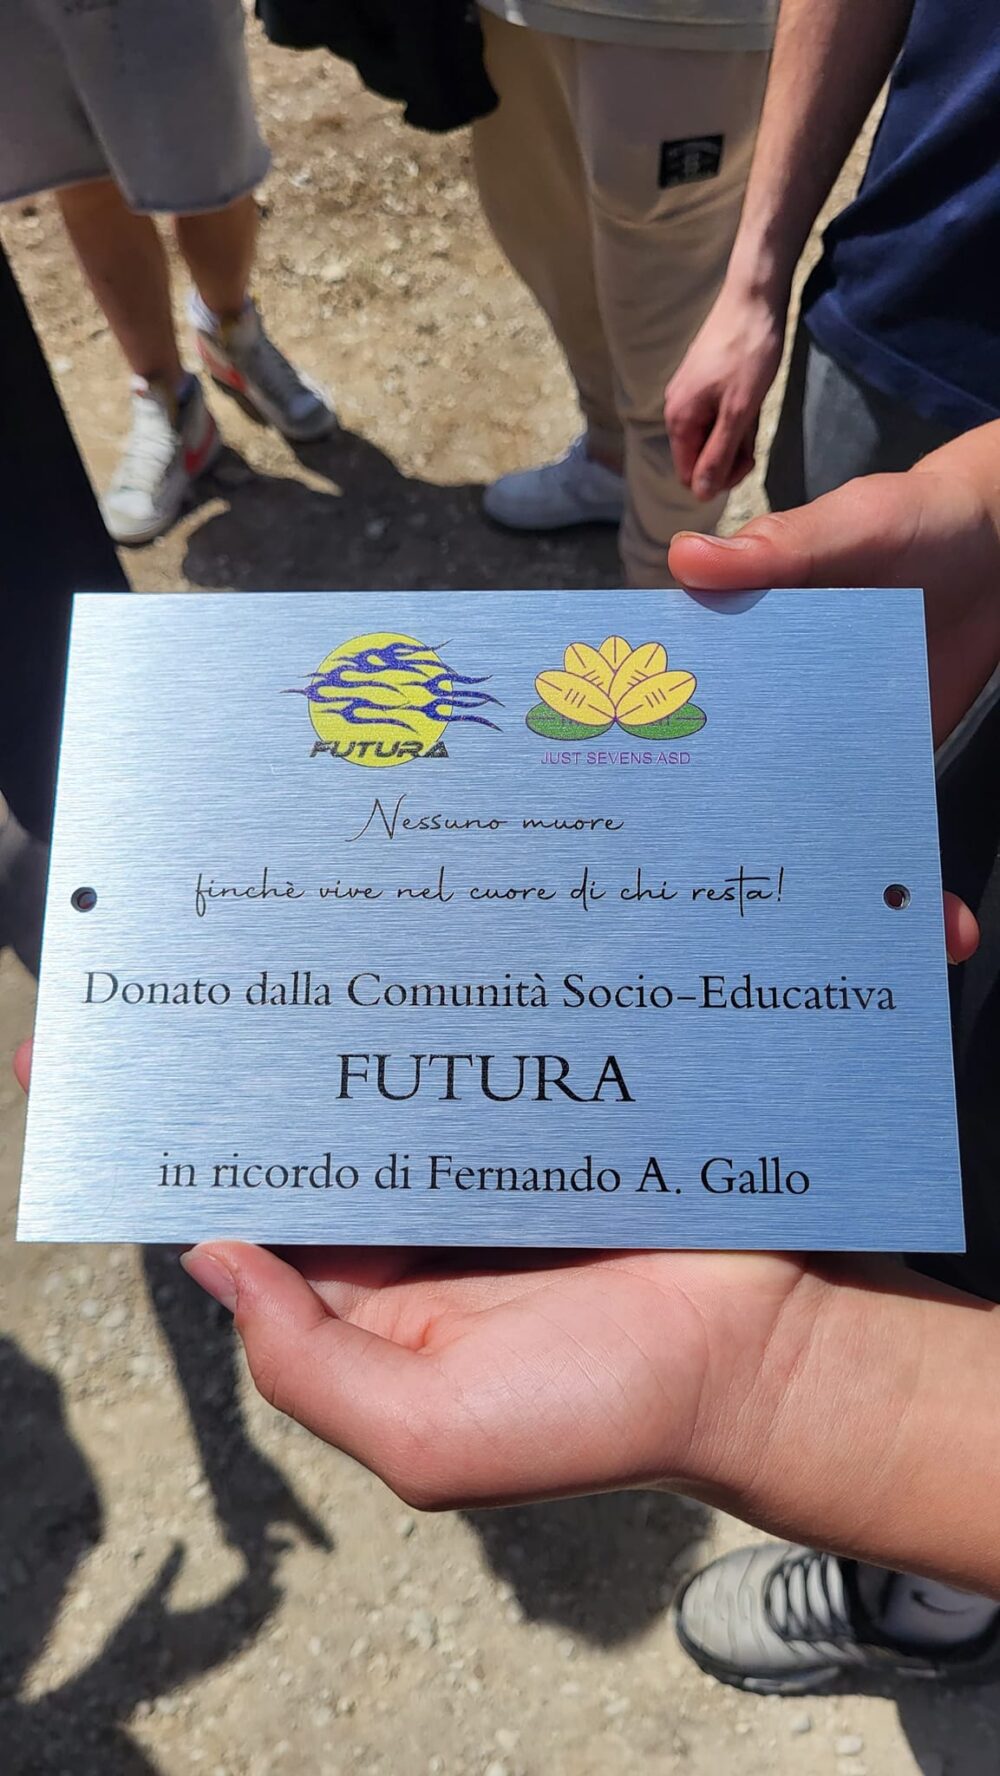 FUTURA
JUST SEVENS ASD
Nessuno muore
finchè vive nel cuore di chi resta!
Donato dalla Comunità Socio-Educativa
FUTURA
in ricordo di Fernando A. Gallo